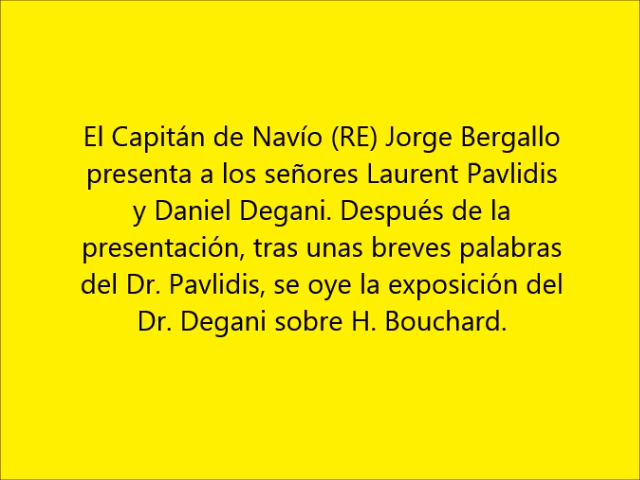 El Capitán de Navío (RE) Jorge Bergallo
presenta a los señores Laurent Pavlidis
y Daniel Degani. Después de la
presentación, tras unas breves palabras
del Dr. Pavlidis, se oye la exposición del
Dr. Degani sobre H. Bouchard.